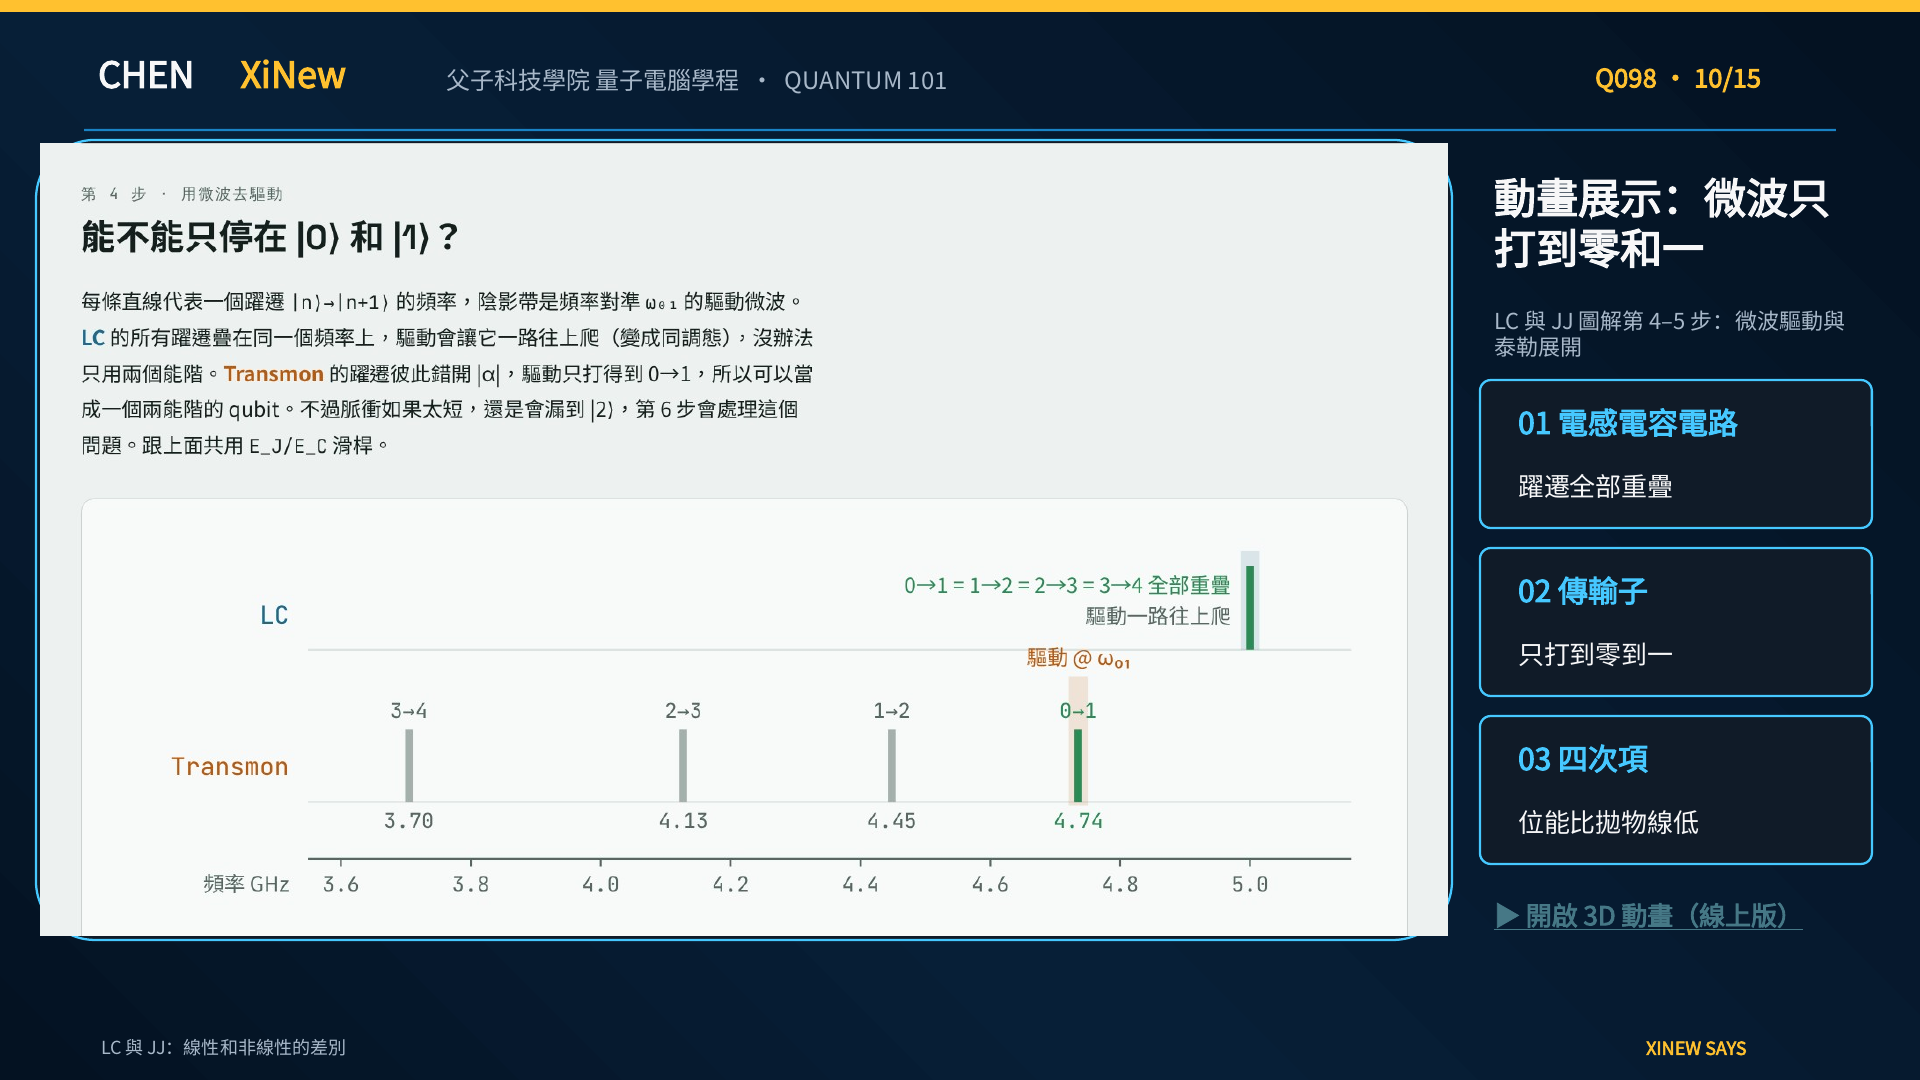 CHEN XiNew 父子科技學院 量子電腦學程 • QUANTUM 101 Q098 • 10/15
第 4 步 · 用微波去驅動
能不能只停在 |0⟩ 和 |1⟩？
每條直線代表一個躍遷 |n⟩→|n+1⟩ 的頻率，陰影帶是頻率對準 ω₀₁ 的驅動微波。
LC 的所有躍遷疊在同一個頻率上，驅動會讓它一路往上爬（變成同調態），沒辦法
只用兩個能階。Transmon 的躍遷彼此錯開 |α|，驅動只打得到 0→1，所以可以當
成一個兩能階的 qubit。不過脈衝如果太短，還是會漏到 |2⟩，第 6 步會處理這個
問題。跟上面共用 E_J/E_C 滑桿。
0→1 = 1→2 = 2→3 = 3→4 全部重疊
LC
驅動一路往上爬
驅動 @ ω₀₁
3→4 2→3 1→2 0→1
Transmon
3.70 4.13 4.45 4.74
頻率 GHz 3.6 3.8 4.0 4.2 4.4 4.6 4.8 5.0
動畫展示：微波只
打到零和一
LC 與 JJ 圖解第 4–5 步：微波驅動與
泰勒展開
01 電感電容電路
躍遷全部重疊
02 傳輸子
只打到零到一
03 四次項
位能比拋物線低
▶ 開啟 3D 動畫（線上版）
LC 與 JJ：線性和非線性的差別
XINEW SAYS